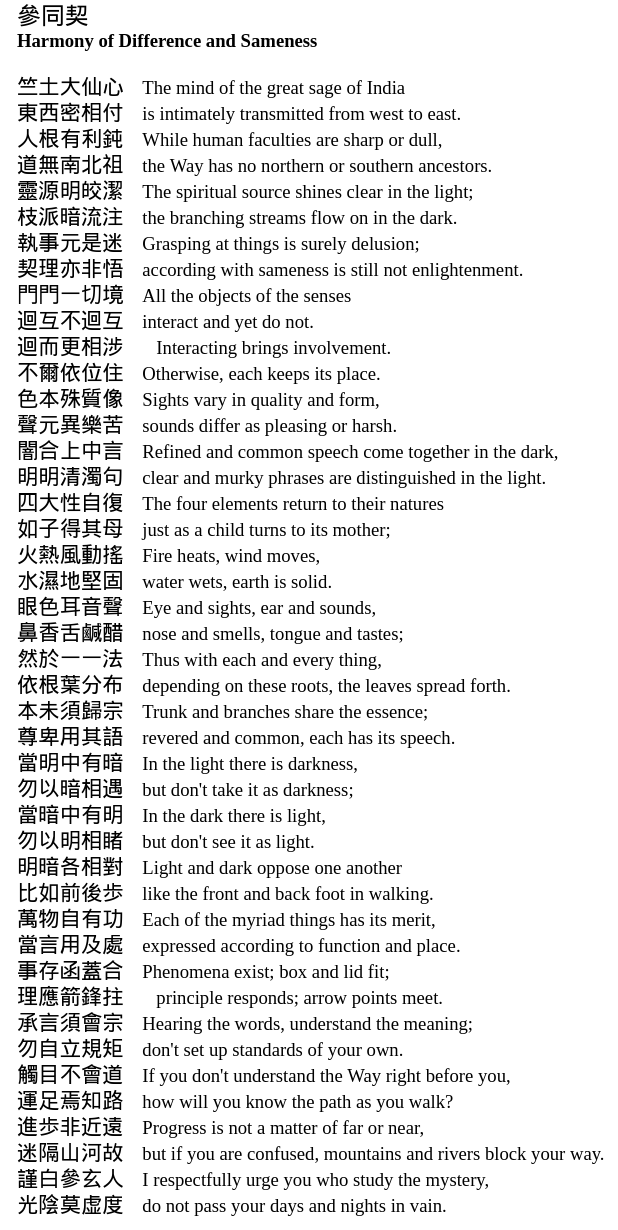 參同契
Harmony of Difference and Sameness
竺土大仙心 The mind of the great sage of India
東西密相付 is intimately transmitted from west to east.
人根有利鈍 While human faculties are sharp or dull,
道無南北祖 the Way has no northern or southern ancestors.
靈源明皎潔 The spiritual source shines clear in the light;
枝派暗流注 the branching streams flow on in the dark.
執事元是迷 Grasping at things is surely delusion;
契理亦非悟 according with sameness is still not enlightenment.
門門一切境 All the objects of the senses
迴互不迴互 interact and yet do not.
迴而更相涉 Interacting brings involvement.
不爾依位住 Otherwise, each keeps its place.
色本殊質像 Sights vary in quality and form,
聲元異樂苦 sounds differ as pleasing or harsh.
闇合上中言 Refined and common speech come together in the dark,
明明清濁句 clear and murky phrases are distinguished in the light.
四大性自復 The four elements return to their natures
如子得其母 just as a child turns to its mother;
火熱風動搖 Fire heats, wind moves,
水濕地堅固 water wets, earth is solid.
眼色耳音聲 Eye and sights, ear and sounds,
鼻香舌鹹醋 nose and smells, tongue and tastes;
然於一一法 Thus with each and every thing,
依根葉分布 depending on these roots, the leaves spread forth.
本未須歸宗 Trunk and branches share the essence;
尊卑用其語 revered and common, each has its speech.
當明中有暗 In the light there is darkness,
勿以暗相遇 but don't take it as darkness;
當暗中有明 In the dark there is light,
勿以明相睹 but don't see it as light.
明暗各相對 Light and dark oppose one another
比如前後歩 like the front and back foot in walking.
萬物自有功 Each of the myriad things has its merit,
當言用及處 expressed according to function and place.
事存函蓋合 Phenomena exist; box and lid fit;
理應箭鋒拄 principle responds; arrow points meet.
承言須會宗 Hearing the words, understand the meaning;
勿自立規矩 don't set up standards of your own.
觸目不會道 If you don't understand the Way right before you,
運足焉知路 how will you know the path as you walk?
進歩非近遠 Progress is not a matter of far or near,
迷隔山河故 but if you are confused, mountains and rivers block your way.
謹白參玄人 I respectfully urge you who study the mystery,
光陰莫虛度 do not pass your days and nights in vain.